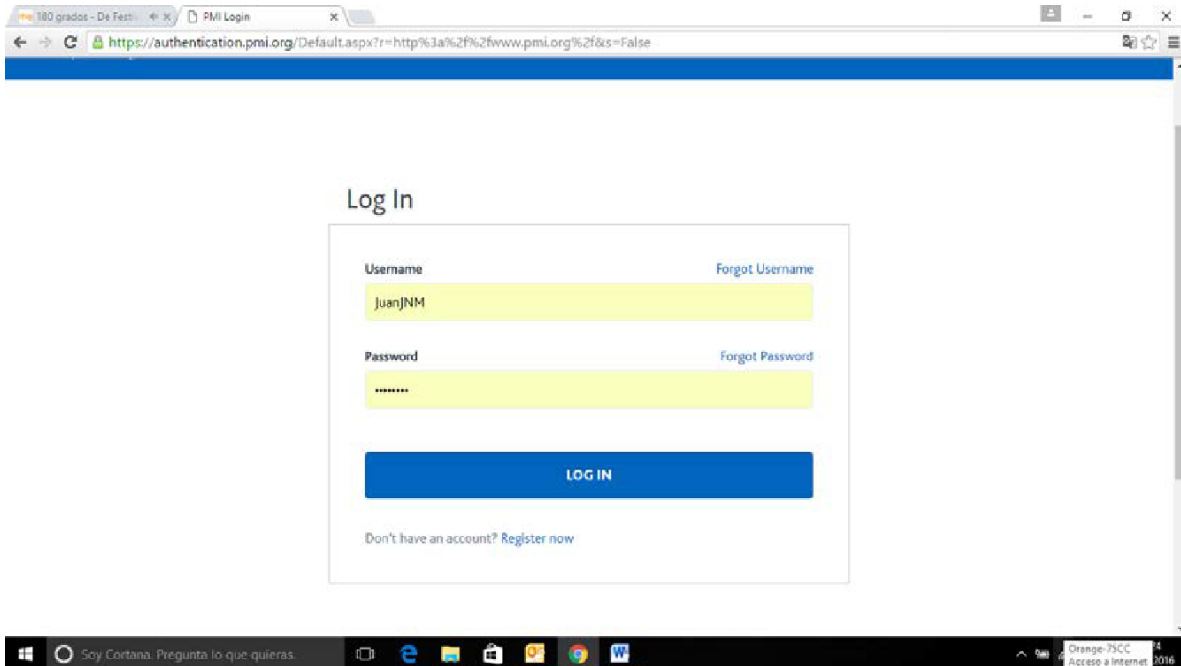 180 grados - De Festi
PMI Login
https://authentication.pmi.org/Default.aspx?r=http%3a%2f%2fwww.pmi.org%2f&s=False
Log In
Username Forgot Username
JuanJNM
Password Forgot Password
••••••••
LOG IN
Don't have an account? Register now
Soy Cortana. Pregunta lo que quieras.
Orange-75CC
Acceso a Internet 2016